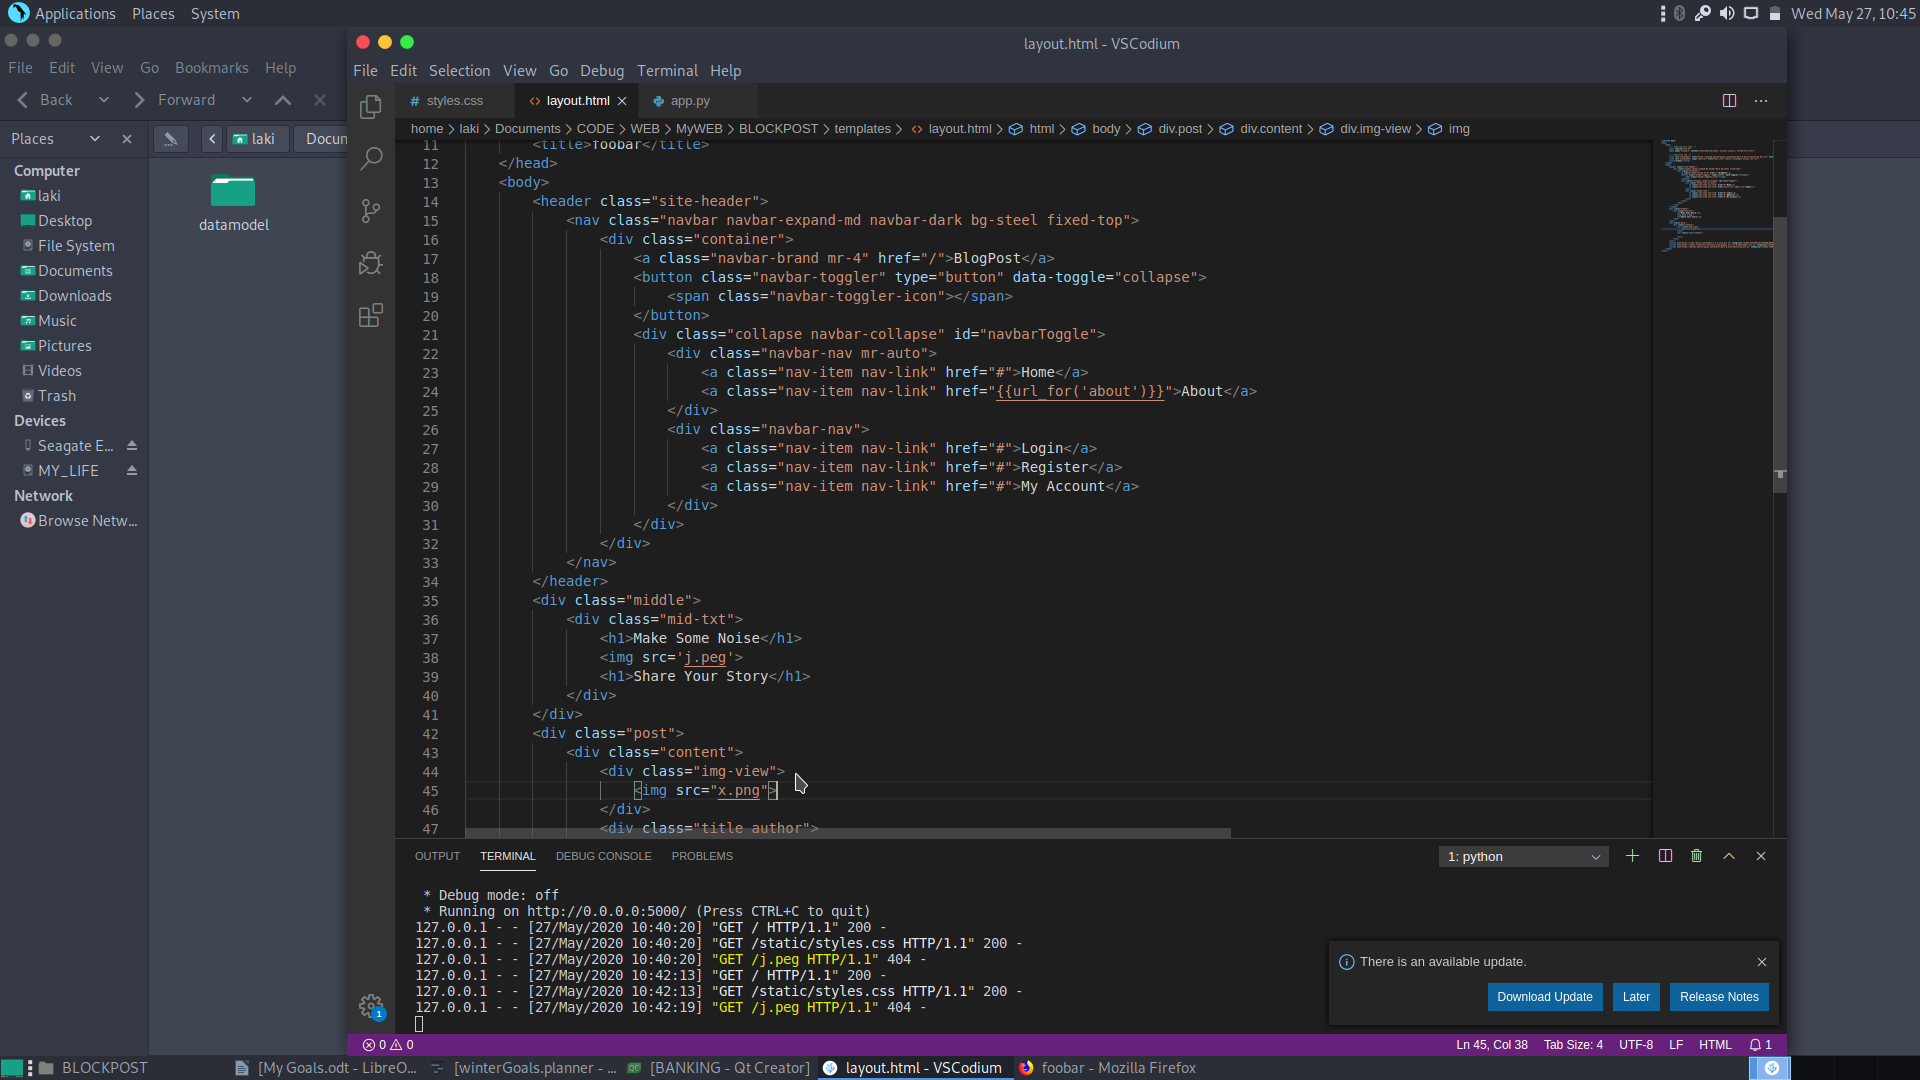 Applications Places System
Wed May 27, 10:45
File Edit View Go Bookmarks Help
Back Forward
Places
laki
Docun
Computer
laki
Desktop
File System
Documents
Downloads
Music
Pictures
Videos
Trash
Devices
Seagate E...
MY_LIFE
Network
Browse Netw...
datamodel
layout.html - VSCodium
File Edit Selection View Go Debug Terminal Help
# styles.css
<> layout.html
app.py
home > laki > Documents > CODE > WEB > MyWEB > BLOCKPOST > templates > <> layout.html > html > body > div.post > div.content > div.img-view > img
11 <title>foobar</title>
12 </head>
13 <body>
14 <header class="site-header">
15 <nav class="navbar navbar-expand-md navbar-dark bg-steel fixed-top">
16 <div class="container">
17 <a class="navbar-brand mr-4" href="/">BlogPost</a>
18 <button class="navbar-toggler" type="button" data-toggle="collapse">
19 <span class="navbar-toggler-icon"></span>
20 </button>
21 <div class="collapse navbar-collapse" id="navbarToggle">
22 <div class="navbar-nav mr-auto">
23 <a class="nav-item nav-link" href="#">Home</a>
24 <a class="nav-item nav-link" href="{{url_for('about')}}">About</a>
25 </div>
26 <div class="navbar-nav">
27 <a class="nav-item nav-link" href="#">Login</a>
28 <a class="nav-item nav-link" href="#">Register</a>
29 <a class="nav-item nav-link" href="#">My Account</a>
30 </div>
31 </div>
32 </div>
33 </nav>
34 </header>
35 <div class="middle">
36 <div class="mid-txt">
37 <h1>Make Some Noise</h1>
38 <img src='j.peg'>
39 <h1>Share Your Story</h1>
40 </div>
41 </div>
42 <div class="post">
43 <div class="content">
44 <div class="img-view">
45 <img src="x.png">
46 </div>
47 <div class="title author">
OUTPUT TERMINAL DEBUG CONSOLE PROBLEMS
1: python
* Debug mode: off
* Running on http://0.0.0.0:5000/ (Press CTRL+C to quit)
127.0.0.1 - - [27/May/2020 10:40:20] "GET / HTTP/1.1" 200 -
127.0.0.1 - - [27/May/2020 10:40:20] "GET /static/styles.css HTTP/1.1" 200 -
127.0.0.1 - - [27/May/2020 10:40:20] "GET /j.peg HTTP/1.1" 404 -
127.0.0.1 - - [27/May/2020 10:42:13] "GET / HTTP/1.1" 200 -
127.0.0.1 - - [27/May/2020 10:42:13] "GET /static/styles.css HTTP/1.1" 200 -
127.0.0.1 - - [27/May/2020 10:42:19] "GET /j.peg HTTP/1.1" 404 -
There is an available update.
Download Update Later Release Notes
1
0 0
Ln 45, Col 38 Tab Size: 4 UTF-8 LF HTML 1
BLOCKPOST
[My Goals.odt - LibreO...
[winterGoals.planner - ...
[BANKING - Qt Creator]
layout.html - VSCodium
foobar - Mozilla Firefox